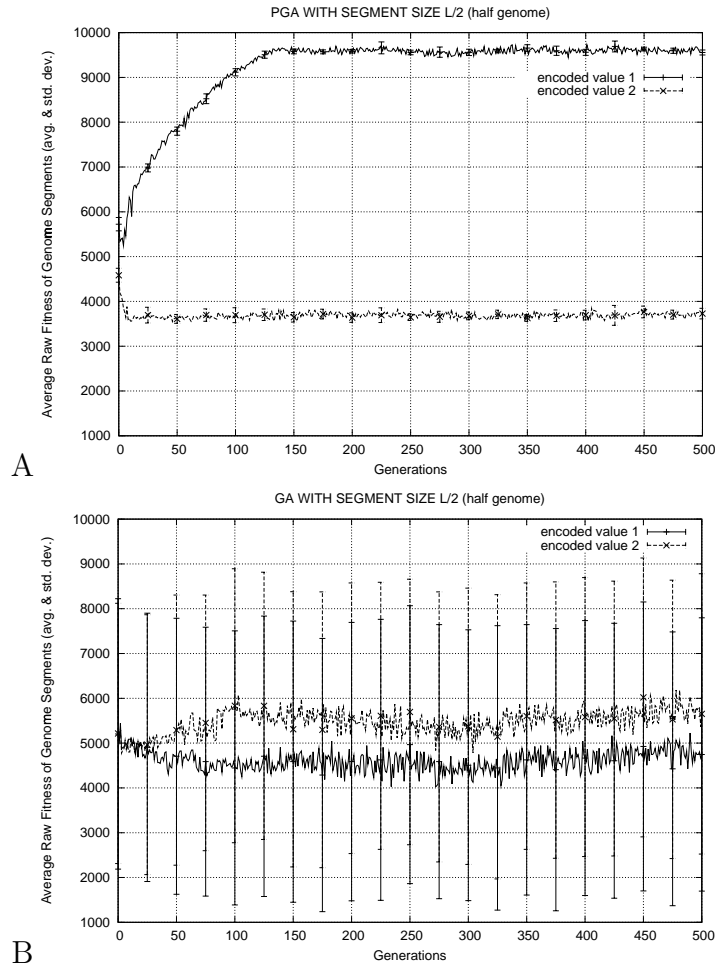 PGA WITH SEGMENT SIZE L/2 (half genome)
Average Raw Fitness of Genome Segments (avg. & std. dev.)
10000
9000
8000
7000
6000
5000
4000
3000
2000
1000
encoded value 1
encoded value 2
0 50 100 150 200 250 300 350 400 450 500
Generations
A
GA WITH SEGMENT SIZE L/2 (half genome)
Average Raw Fitness of Genome Segments (avg. & std. dev.)
10000
9000
8000
7000
6000
5000
4000
3000
2000
1000
encoded value 1
encoded value 2
0 50 100 150 200 250 300 350 400 450 500
Generations
B